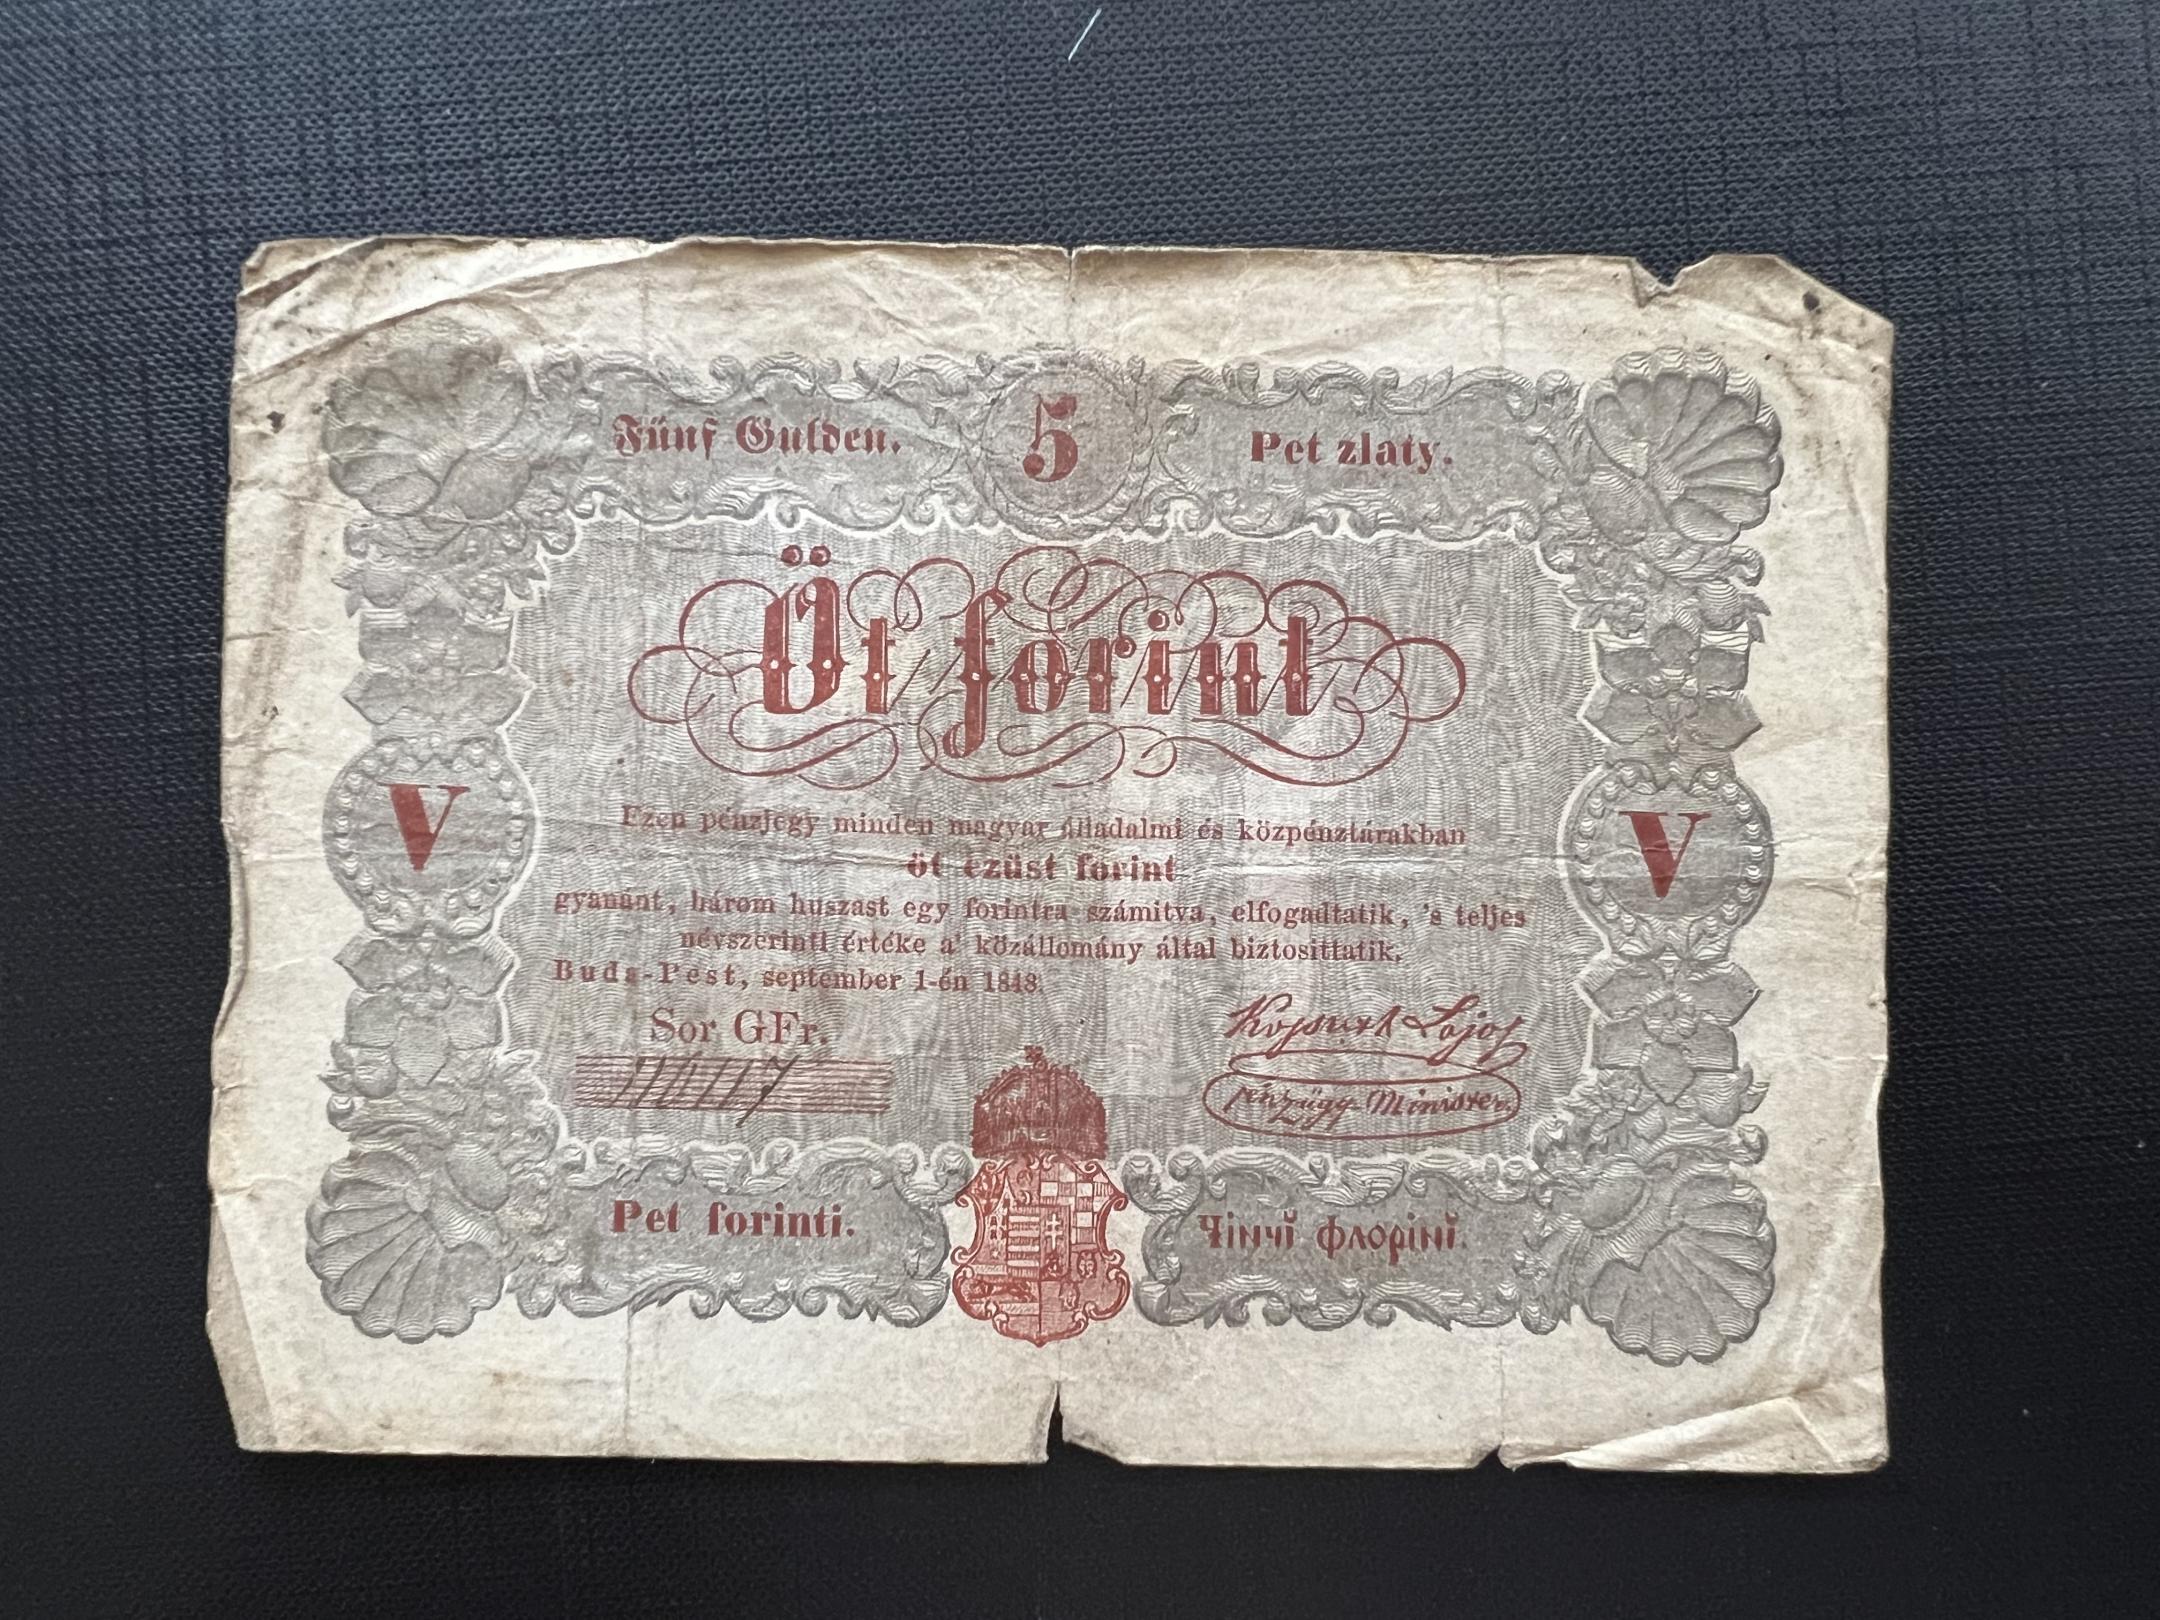 Fünf Gulden.
5
Pet zlaty.
Öt forint
V
V
Ezen pénzjegy minden magyar álladalmi és közpénztárakban
öt ezüst forint
gyanánt, három huszast egy forintra számitva, elfogadtatik, 's teljes
névszerinti értéke a' közállomány által biztosittatik.
Buda-Pest, september 1-én 1848.
Sor GFr.
Kossuth Lajos
pénzügy Minister.
Pet forinti.
Чінчĭ флоріnĭ.